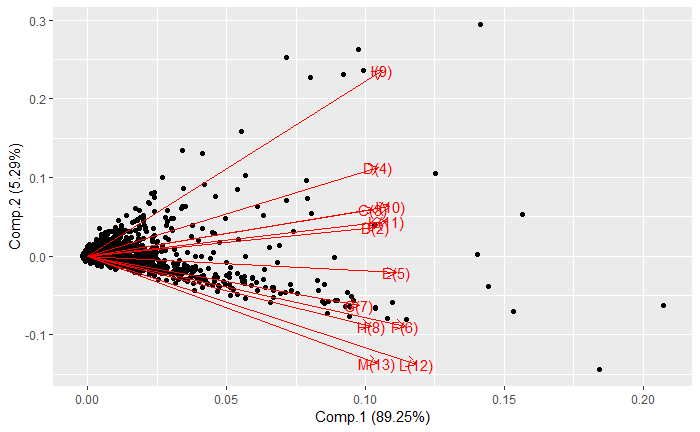 0.3
0.2
0.1
0.0
-0.1
Comp.2 (5.29%)
I(9)
D(4)
(10)
(11)
B(2)
E(5)
(7)
H(8)
F(6)
M(13)
L(12)
0.00
0.05
0.10
0.15
0.20
Comp.1 (89.25%)